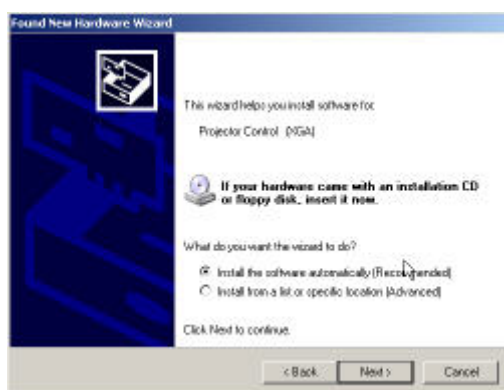 Found New Hardware Wizard
This wizard helps you install software for:
Projector Control (XGA)
If your hardware came with an installation CD
or floppy disk, insert it now.
What do you want the wizard to do?
Install the software automatically (Recommended)
Install from a list or specific location (Advanced)
Click Next to continue.
< Back
Next >
Cancel